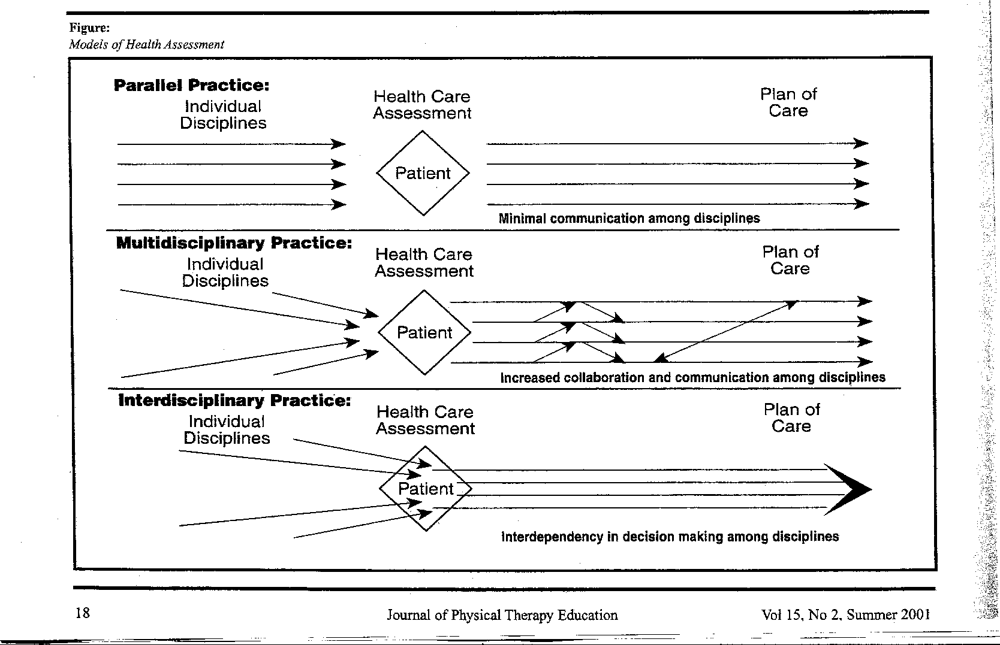 Figure:
Models of Health Assessment
Parallel Practice:
Individual
Disciplines
Health Care
Assessment
Plan of
Care
Patient
Minimal communication among disciplines
Multidisciplinary Practice:
Individual
Disciplines
Health Care
Assessment
Plan of
Care
Patient
Increased collaboration and communication among disciplines
Interdisciplinary Practice:
Individual
Disciplines
Health Care
Assessment
Plan of
Care
Patient
Interdependency in decision making among disciplines
18
Journal of Physical Therapy Education
Vol 15, No 2, Summer 2001